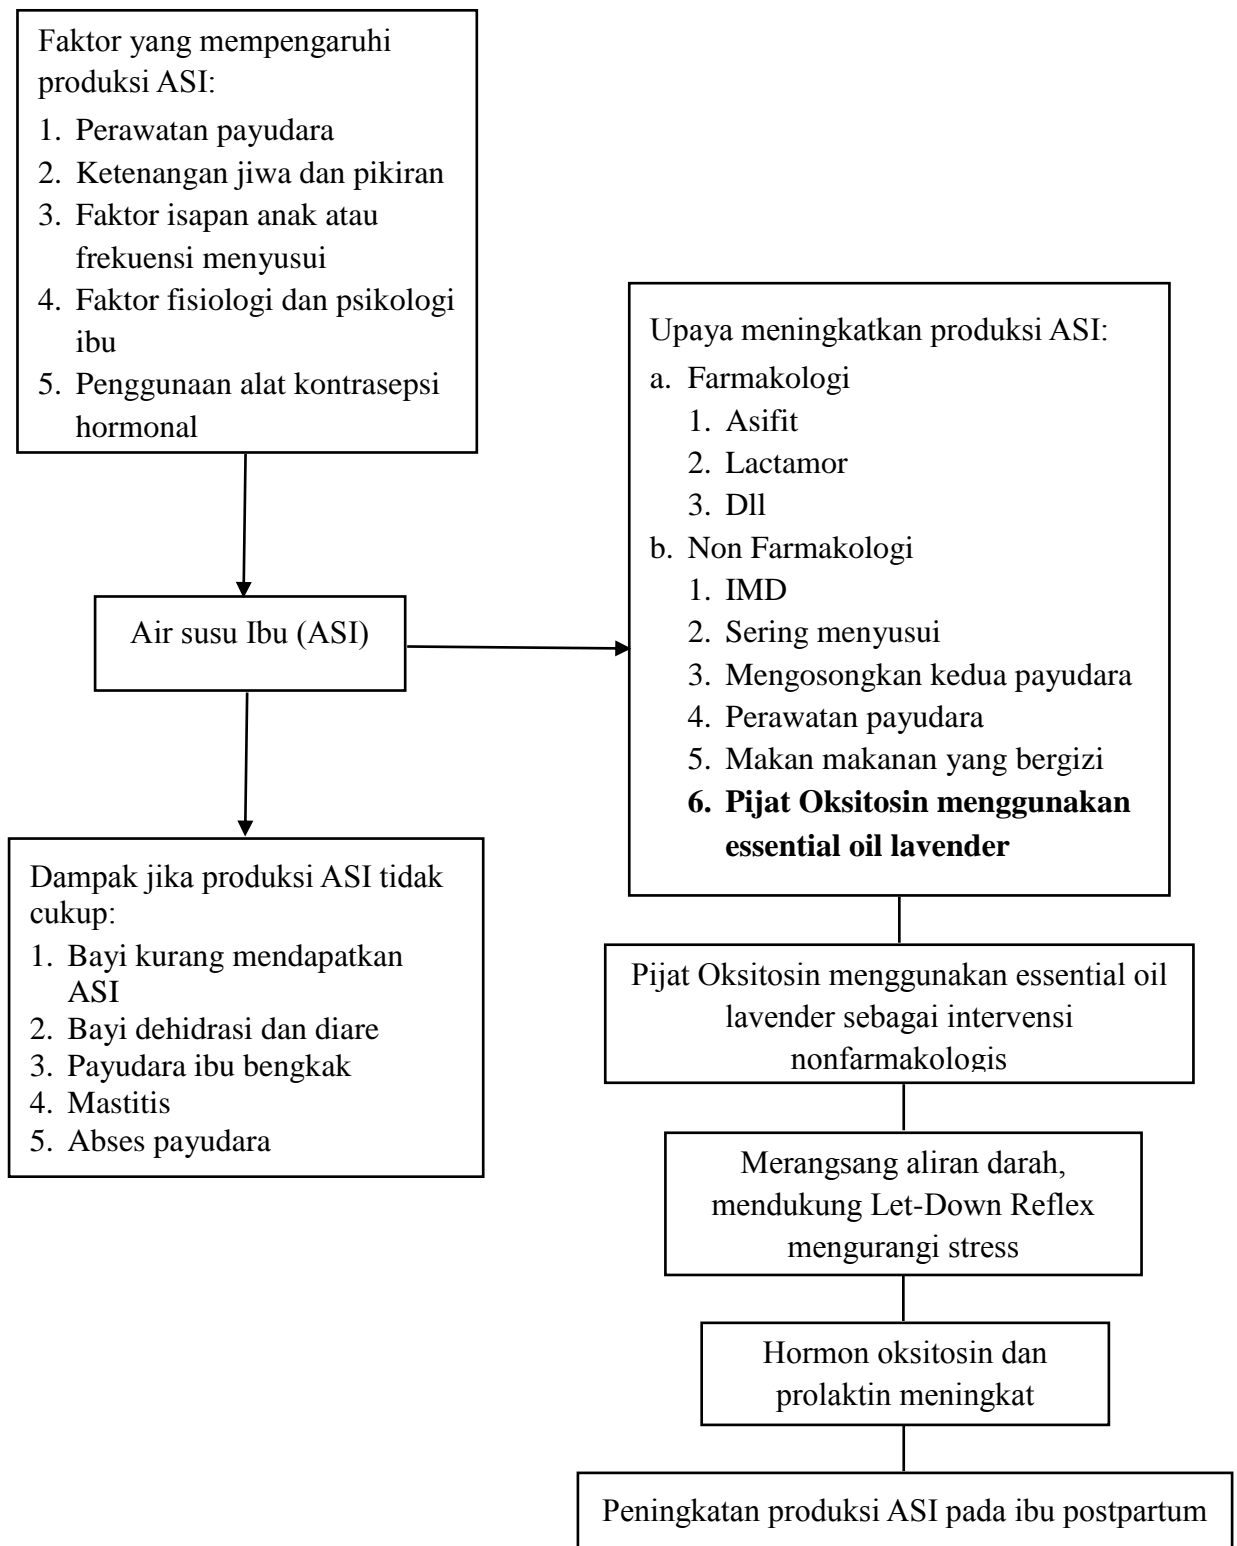 Faktor yang mempengaruhi
produksi ASI:
1. Perawatan payudara
2. Ketenangan jiwa dan pikiran
3. Faktor isapan anak atau
frekuensi menyusui
4. Faktor fisiologi dan psikologi
ibu
5. Penggunaan alat kontrasepsi
hormonal
Air susu Ibu (ASI)
Dampak jika produksi ASI tidak
cukup:
1. Bayi kurang mendapatkan
ASI
2. Bayi dehidrasi dan diare
3. Payudara ibu bengkak
4. Mastitis
5. Abses payudara
Upaya meningkatkan produksi ASI:
a. Farmakologi
1. Asifit
2. Lactamor
3. Dll
b. Non Farmakologi
1. IMD
2. Sering menyusui
3. Mengosongkan kedua payudara
4. Perawatan payudara
5. Makan makanan yang bergizi
6. Pijat Oksitosin menggunakan
essential oil lavender
Pijat Oksitosin menggunakan essential oil
lavender sebagai intervensi
nonfarmakologis
Merangsang aliran darah,
mendukung Let-Down Reflex
mengurangi stress
Hormon oksitosin dan
prolaktin meningkat
Peningkatan produksi ASI pada ibu postpartum